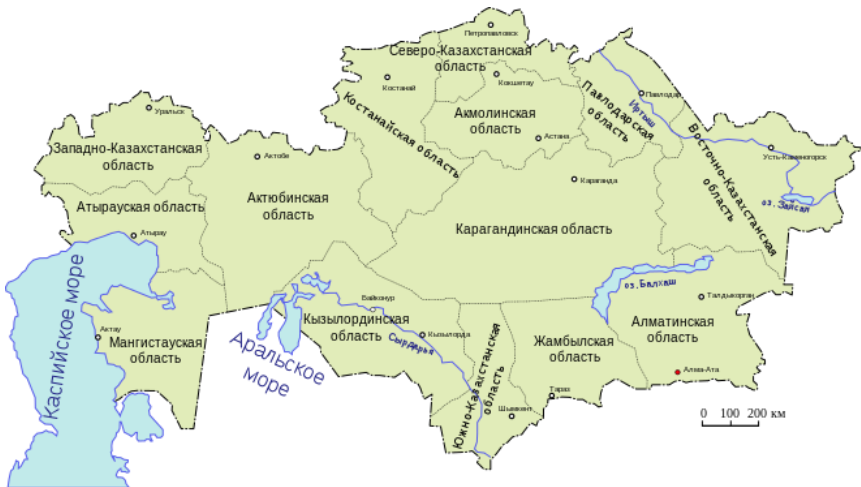 Петропавловск
Северо-Казахстанская
область
Кокшетау
Костанай
Костанайская область
Акмолинская
область
Астана
Павлодарская
область
Павлодар
Иртыш
Восточно-Казахстанская
область
Усть-Каменогорск
оз. Зайсан
Уральск
Западно-Казахстанская
область
Актобе
Актюбинская
область
Атырауская область
Атырау
Караганда
Карагандинская область
Каспийское море
Актау
Мангистауская
область
Аральское
море
Байконур
Кызылординская
область
Кызылорда
Сырдарья
Южно-Казахстанская
область
Шымкент
Жамбылская
область
Тараз
оз. Балхаш
Талдыкорган
Алматинская
область
Алма-Ата
0 100 200 км